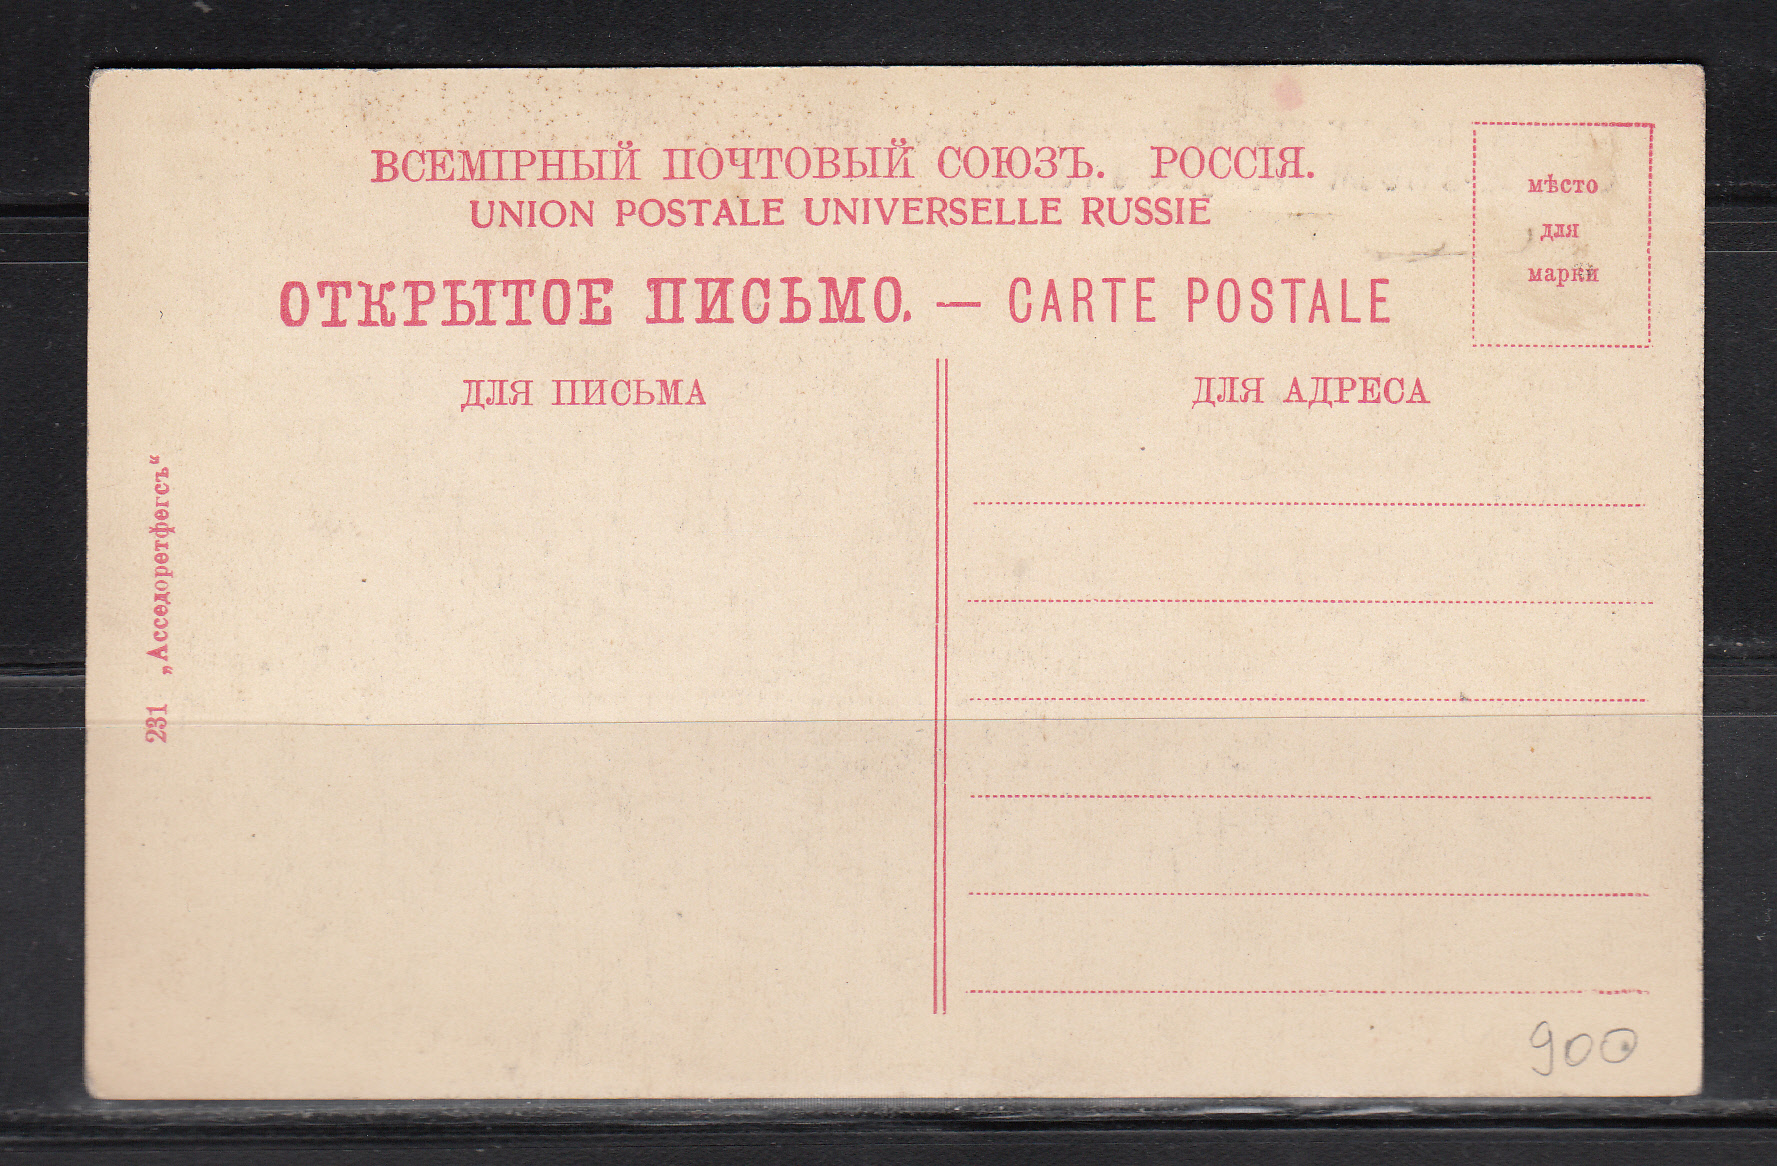 ВСЕМІРНЫЙ ПОЧТОВЫЙ СОЮЗЪ. РОССІЯ.
UNION POSTALE UNIVERSELLE RUSSIE
мѣсто
для
марки
ОТКРЫТОЕ ПИСЬМО. — CARTE POSTALE
ДЛЯ ПИСЬМА
ДЛЯ АДРЕСА
231 „Асседоретфегсъ“
900